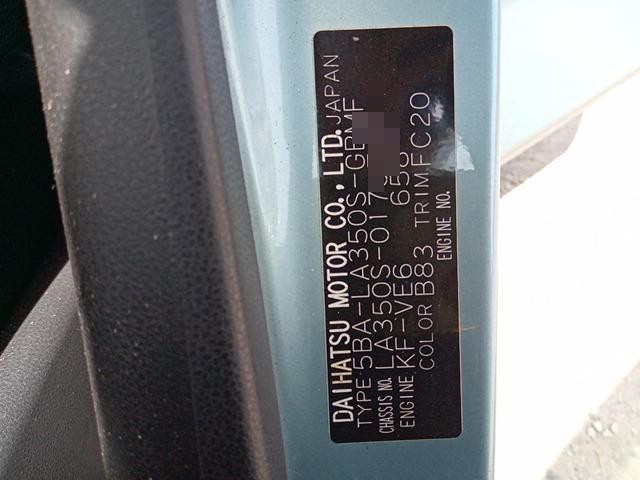 DAIHATSU MOTOR CO., LTD. JAPAN
TYPE 5BA-LA350S-GBMF
CHASSIS NO. LA350S-017
ENGINE KF-VE6 658
COLOR B83 TRIM FC20
ENGINE NO.